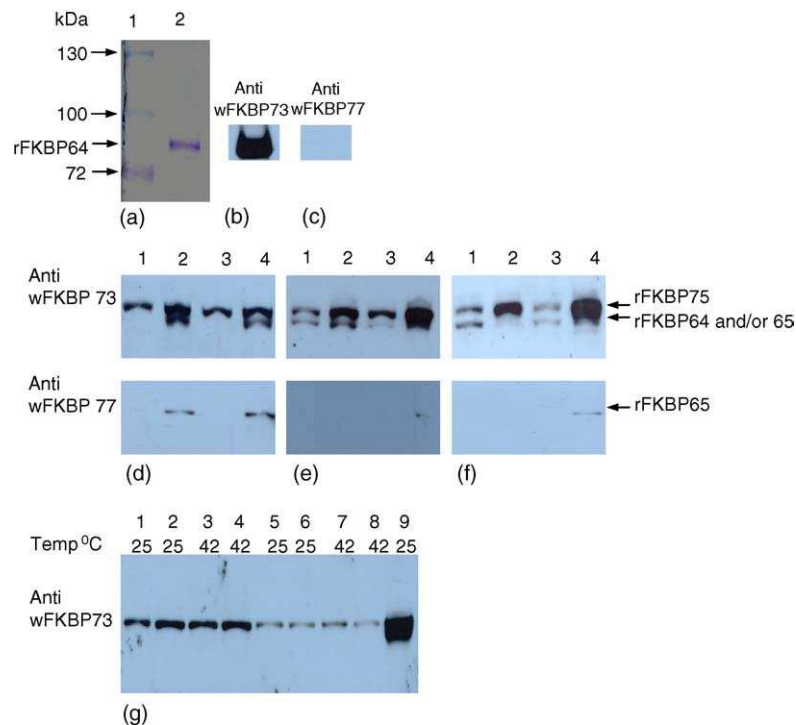 kDa 1 2
130
100
rFKBP64
72
Anti wFKBP73
Anti wFKBP77
(a) (b) (c)
1 2 3 4 1 2 3 4 1 2 3 4
Anti
wFKBP 73
rFKBP75
rFKBP64 and/or 65
Anti
wFKBP 77
rFKBP65
(d) (e) (f)
1 2 3 4 5 6 7 8 9
Temp ⁰C 25 25 42 42 25 25 42 42 25
Anti
wFKBP73
(g)